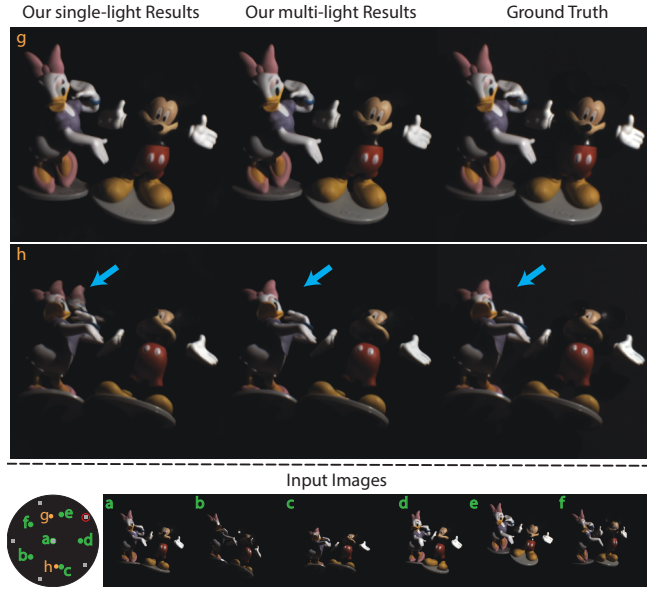 Our single-light Results Our multi-light Results Ground Truth
g
h
Input Images
a b c d e f
g e
f
a d
b
h c